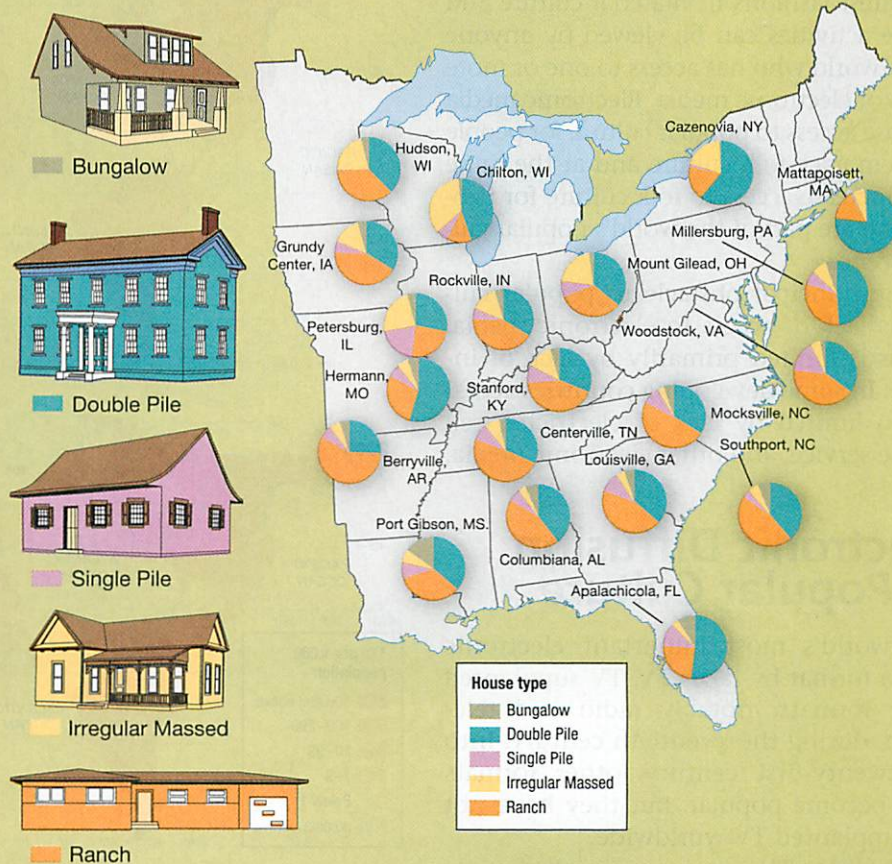 Bungalow
Double Pile
Single Pile
Irregular Massed
Ranch
Hudson,
WI
Chilton, WI
Cazenovia, NY
Mattapoisett,
MA
Grundy
Center, IA
Rockville, IN
Millersburg, PA
Mount Gilead, OH
Petersburg,
IL
Woodstock, VA
Hermann,
MO
Stanford,
KY
Mocksville, NC
Centerville, TN
Southport, NC
Berryville,
AR
Louisville, GA
Port Gibson, MS.
Columbiana, AL
Apalachicola, FL
House type
Bungalow
Double Pile
Single Pile
Irregular Massed
Ranch